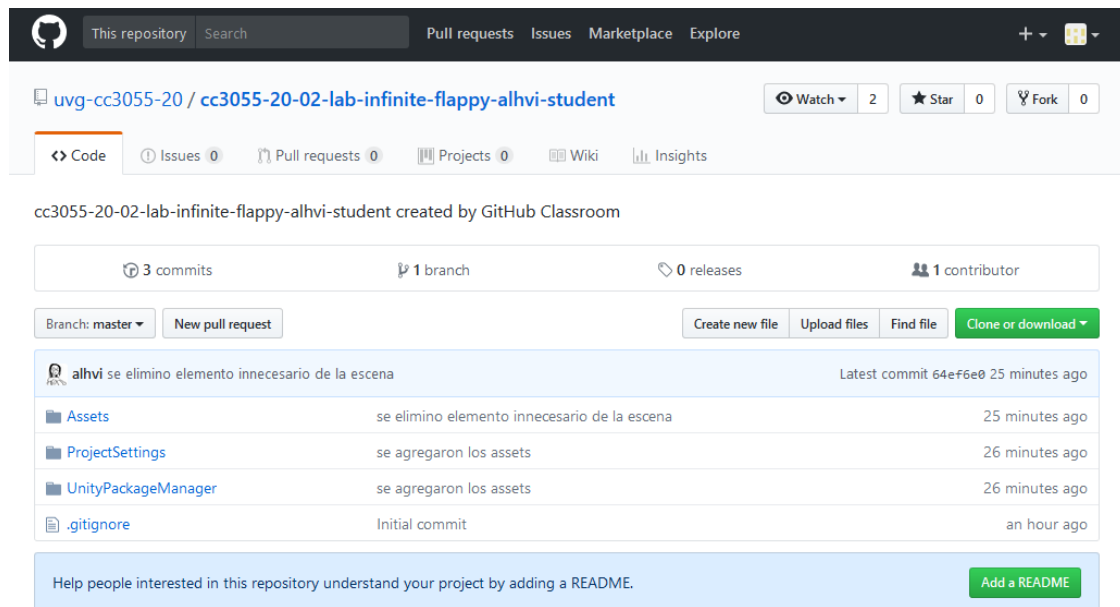 This repository Search Pull requests Issues Marketplace Explore
uvg-cc3055-20 / cc3055-20-02-lab-infinite-flappy-alhvi-student Watch 2 Star 0 Fork 0
Code Issues 0 Pull requests 0 Projects 0 Wiki Insights
cc3055-20-02-lab-infinite-flappy-alhvi-student created by GitHub Classroom
3 commits 1 branch 0 releases 1 contributor
Branch: master New pull request Create new file Upload files Find file Clone or download
alhvi se elimino elemento innecesario de la escena Latest commit 64ef6e0 25 minutes ago
Assets se elimino elemento innecesario de la escena 25 minutes ago
ProjectSettings se agregaron los assets 26 minutes ago
UnityPackageManager se agregaron los assets 26 minutes ago
.gitignore Initial commit an hour ago
Help people interested in this repository understand your project by adding a README. Add a README